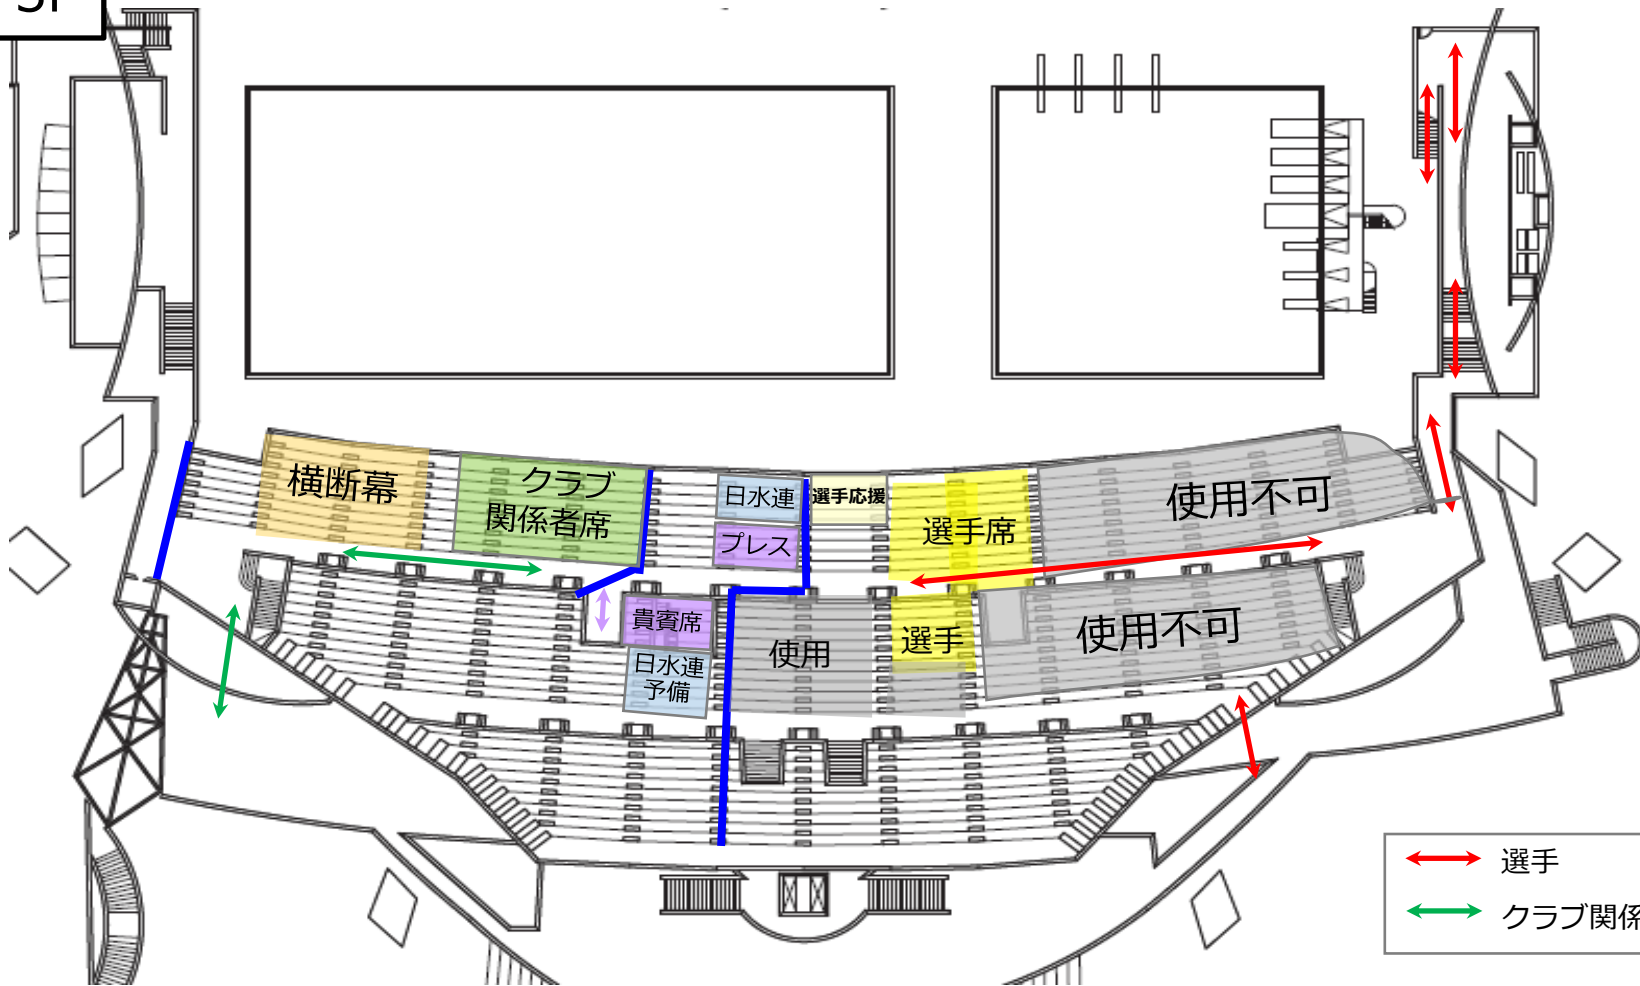 横断幕
クラブ
関係者席
日水連
選手応援
プレス
選手席
使用不可
貴賓席
日水連
予備
使用
選手
使用不可
選手
クラブ関係